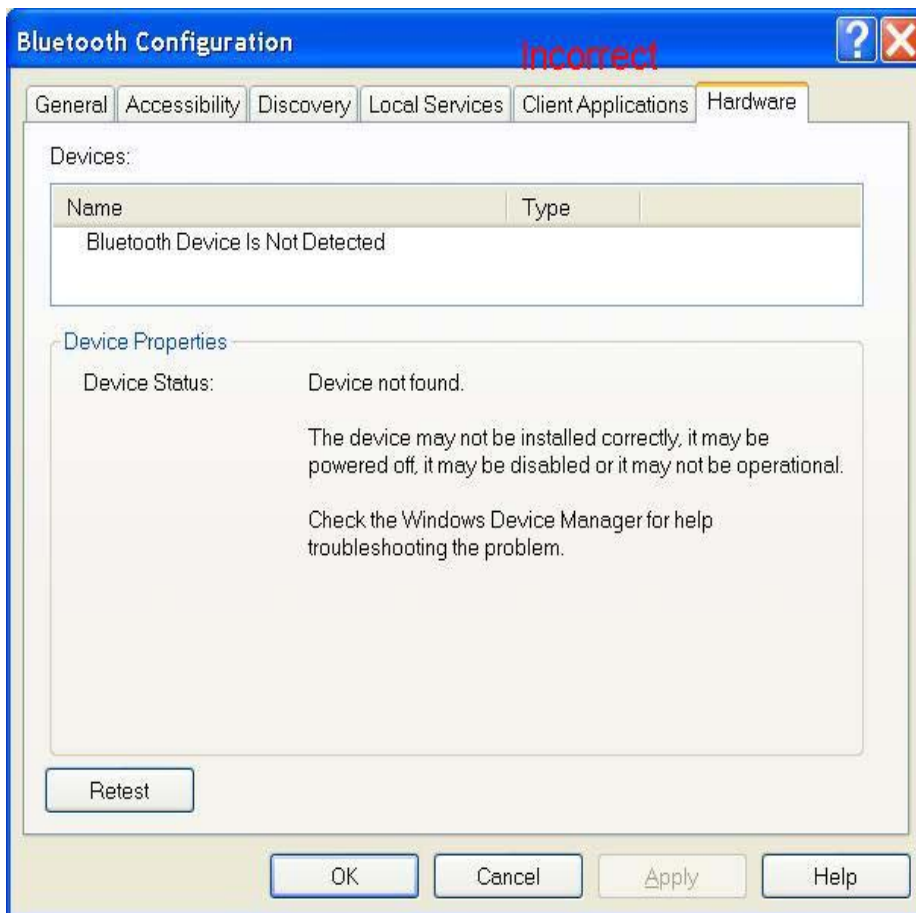 Bluetooth Configuration
Incorrect
General Accessibility Discovery Local Services Client Applications Hardware
Devices:
Name Type
Bluetooth Device Is Not Detected
Device Properties
Device Status: Device not found.
The device may not be installed correctly, it may be
powered off, it may be disabled or it may not be operational.
Check the Windows Device Manager for help
troubleshooting the problem.
Retest
OK Cancel Apply Help